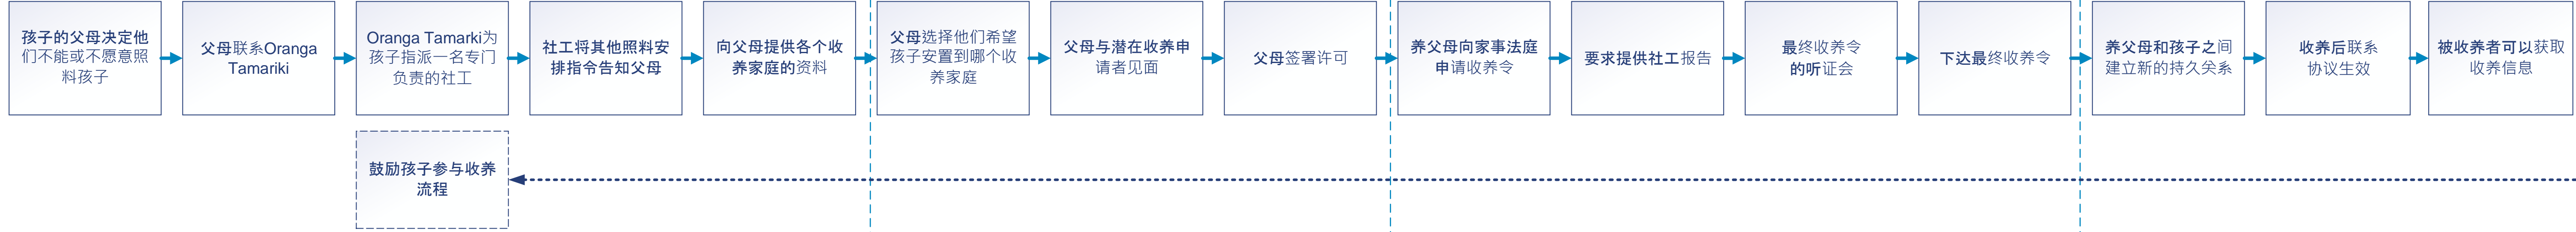 孩子的父母决定他
们不能或不愿意照
料孩子
父母联系Oranga
Tamariki
Oranga Tamarki为
孩子指派一名专门
负责的社工
社工将其他照料安
排指令告知父母
向父母提供各个收
养家庭的资料
父母选择他们希望
孩子安置到哪个收
养家庭
父母与潜在收养申
请者见面
父母签署许可
养父母向家事法庭
申请收养令
要求提供社工报告
最终收养令
的听证会
下达最终收养令
养父母和孩子之间
建立新的持久关系
收养后联系
协议生效
被收养者可以获取
收养信息
鼓励孩子参与收养
流程